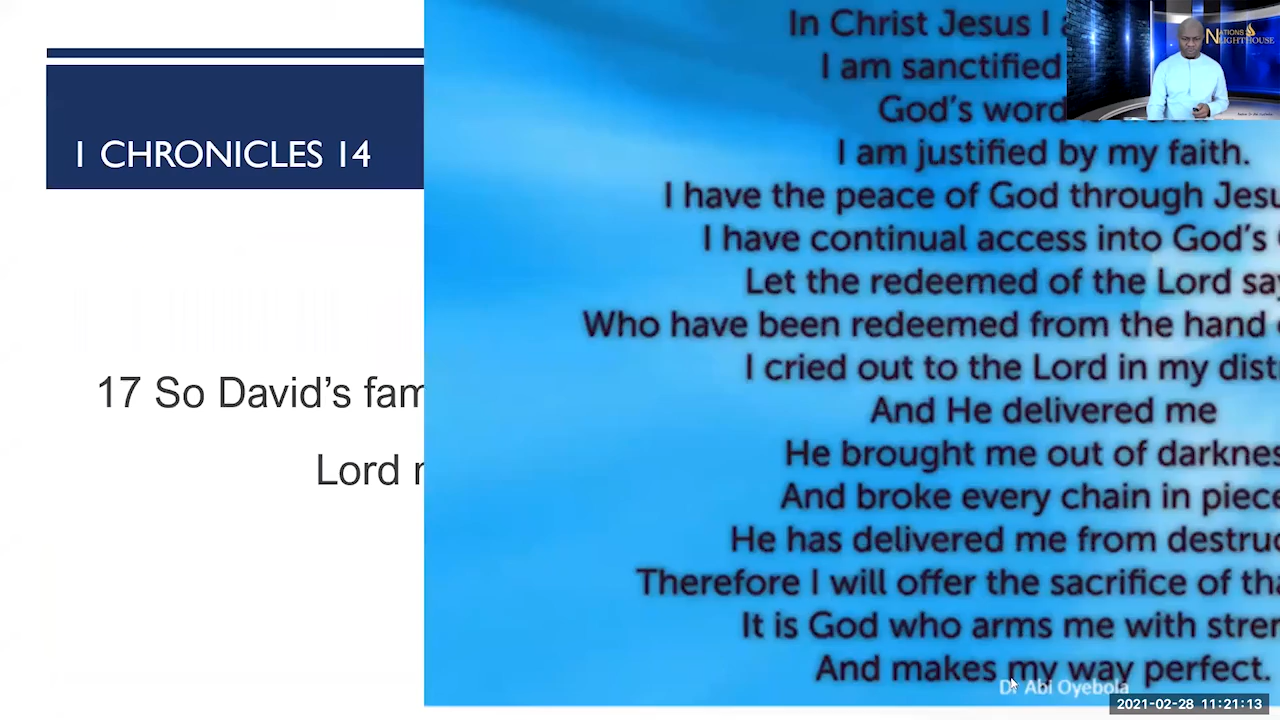 1 CHRONICLES 14
17 So David's fam
Lord
In Christ Jesus I
I am sanctified
God's word
I am justified by my faith.
I have the peace of God through Jesu
I have continual access into God's
Let the redeemed of the Lord say
Who have been redeemed from the hand
I cried out to the Lord in my dist
And He delivered me
He brought me out of darknes
And broke every chain in piece
He has delivered me from destruc
Therefore I will offer the sacrifice of tha
It is God who arms me with stren
And makes my way perfect.
Dr Abi Oyebola
NATIONS
LIGHTHOUSE
2021-02-28 11:21:13